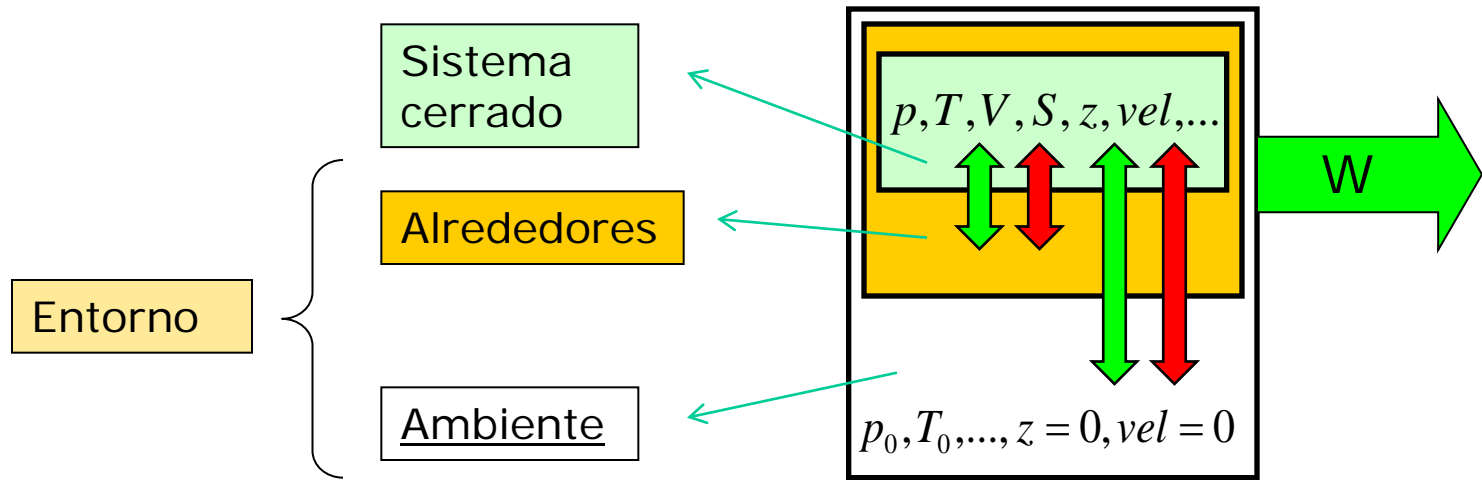 Sistema
cerrado
Alrededores
Entorno
Ambiente
p, T, V, S, z, vel,...
W
p₀, T₀,..., z = 0, vel = 0